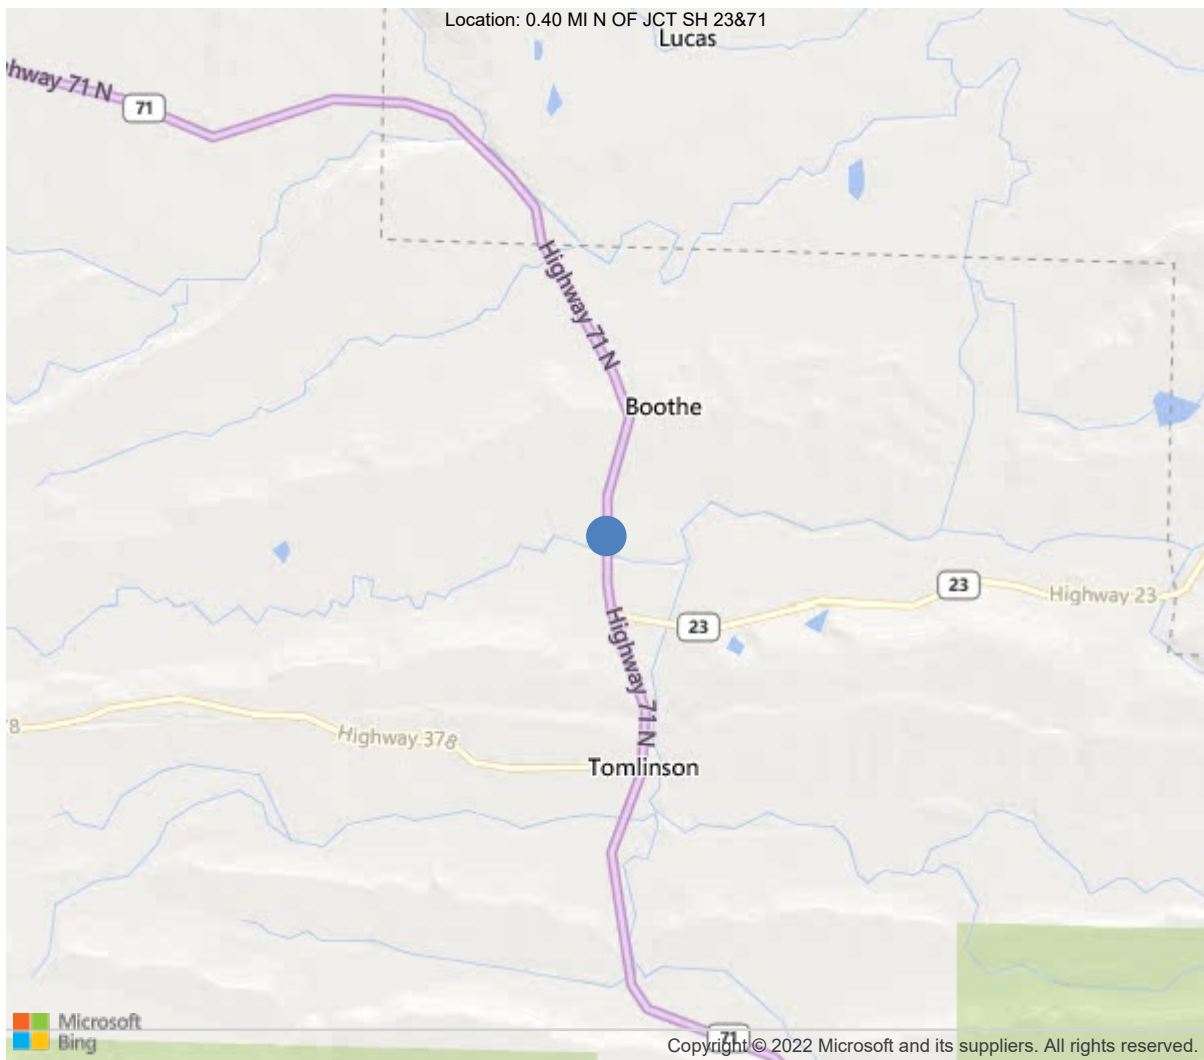 Location: 0.40 MI N OF JCT SH 23&71
Lucas
hway 71 N
71
Highway 71 N
Boothe
23
Highway 23
23
Highway 71 N
8
Highway 378
Tomlinson
71
Microsoft
Bing
Copyright © 2022 Microsoft and its suppliers. All rights reserved.